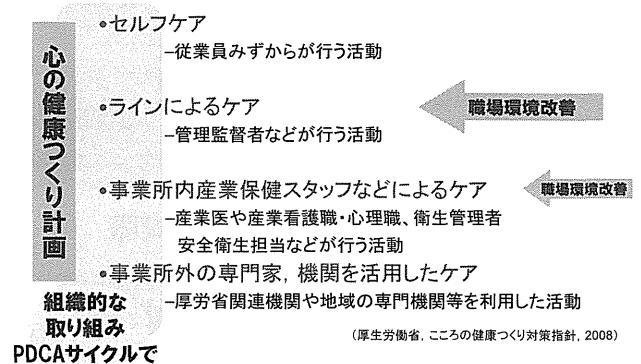 心の健康づくり計画
•セルフケア
–従業員みずからが行う活動
•ラインによるケア
職場環境改善
–管理監督者などが行う活動
•事業所内産業保健スタッフなどによるケア
職場環境改善
–産業医や産業看護職・心理職、衛生管理者
安全衛生担当などが行う活動
•事業所外の専門家，機関を活用したケア
–厚労省関連機関や地域の専門機関等を利用した活動
組織的な
取り組み
PDCAサイクルで
（厚生労働省，こころの健康づくり対策指針，2008）